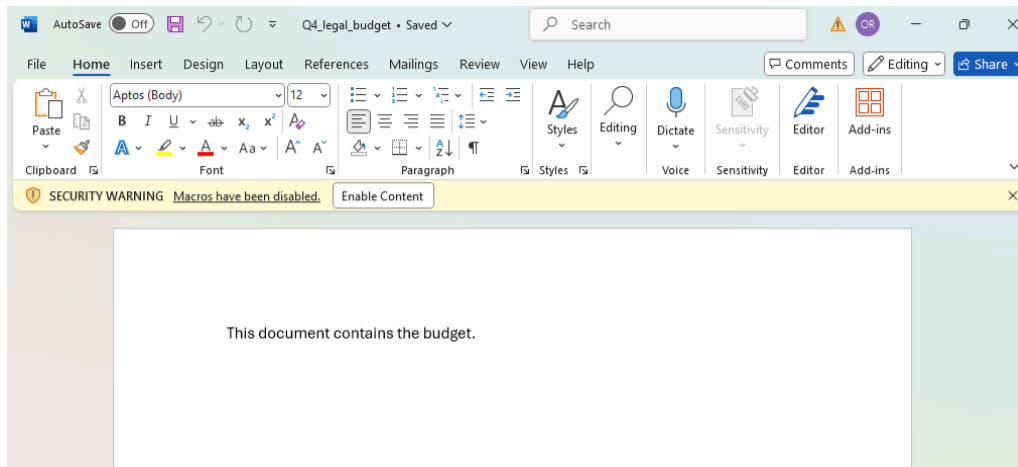 AutoSave Off Q4_legal_budget • Saved Search OR
File Home Insert Design Layout References Mailings Review View Help Comments Editing Share
Aptos (Body) 12
Paste B I U ab x₂ x² A
A A Aa A A
Styles Editing Dictate Sensitivity Editor Add-ins
Clipboard Font Paragraph Styles Voice Sensitivity Editor Add-ins
SECURITY WARNING Macros have been disabled. Enable Content
This document contains the budget.